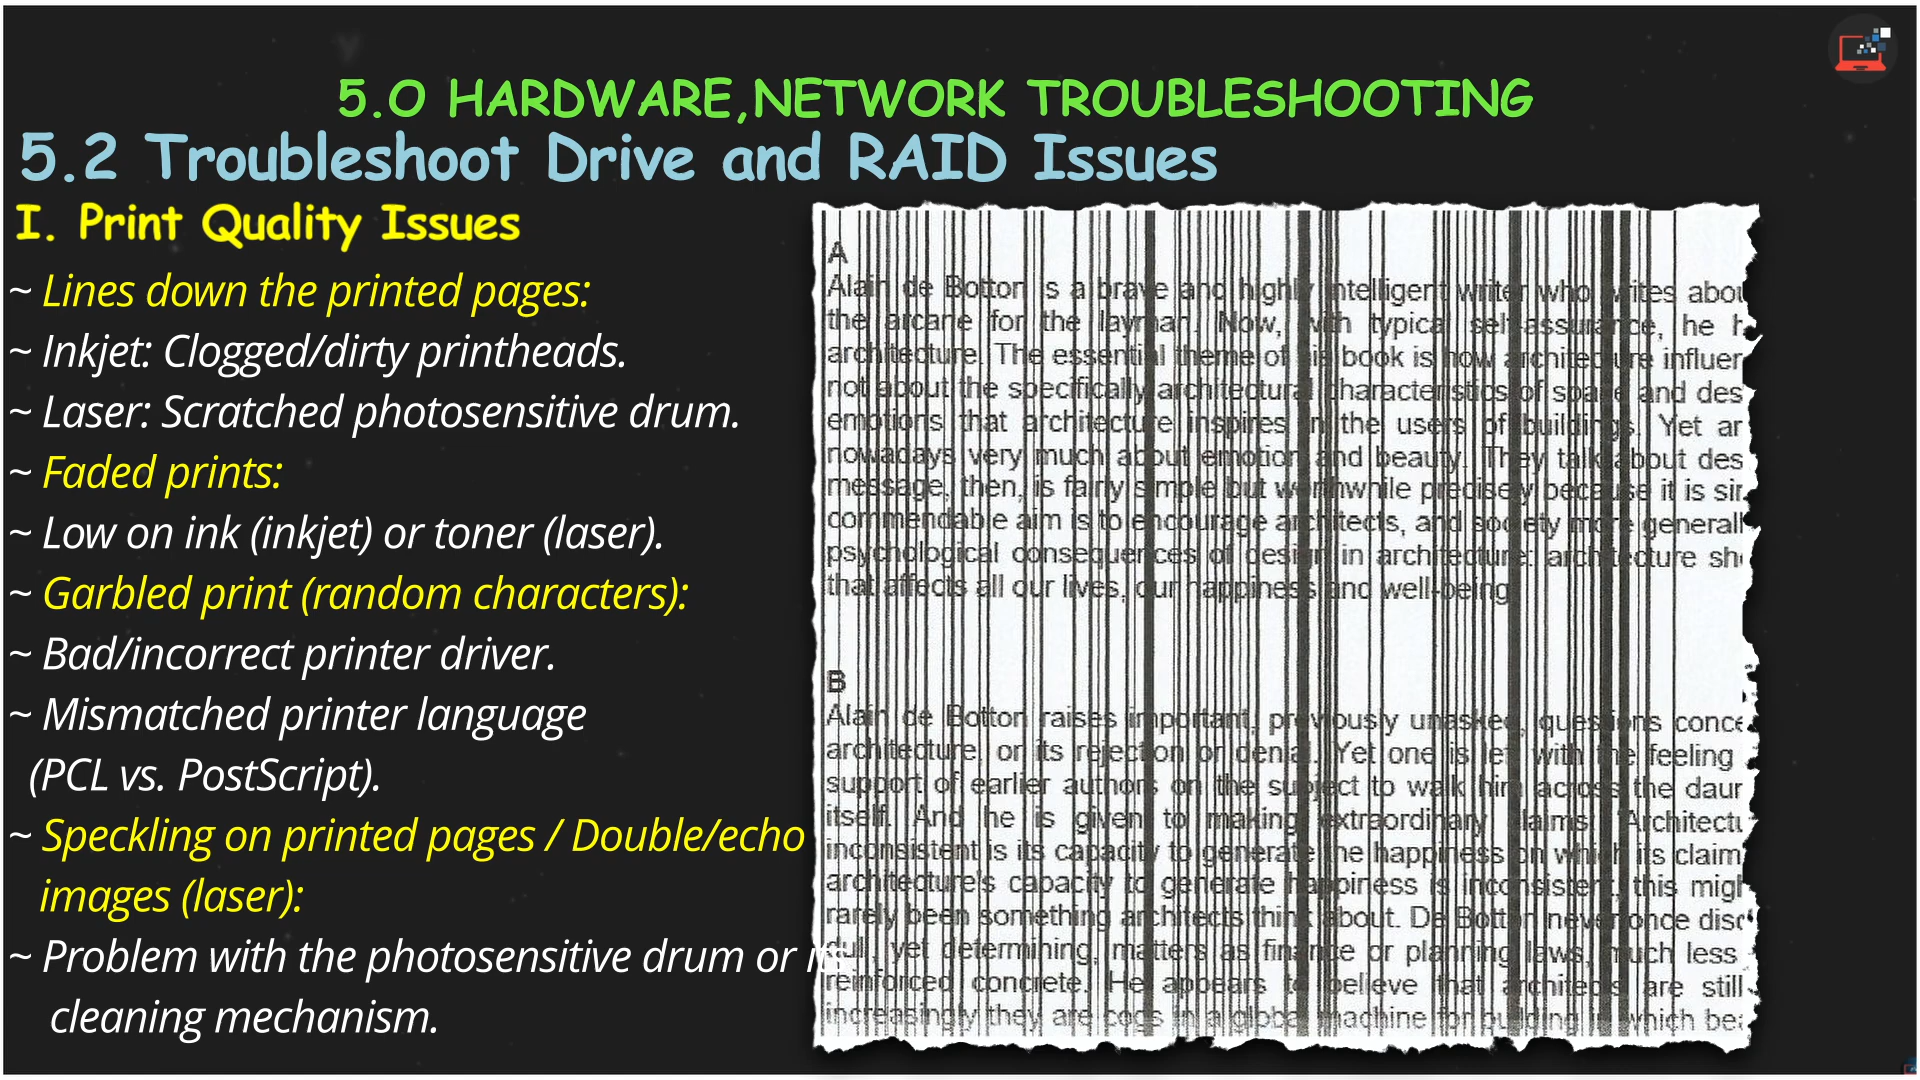 5.0 HARDWARE,NETWORK TROUBLESHOOTING
5.2 Troubleshoot Drive and RAID Issues
I. Print Quality Issues
~ Lines down the printed pages:
~ Inkjet: Clogged/dirty printheads.
~ Laser: Scratched photosensitive drum.
~ Faded prints:
~ Low on ink (inkjet) or toner (laser).
~ Garbled print (random characters):
~ Bad/incorrect printer driver.
~ Mismatched printer language
(PCL vs. PostScript).
~ Speckling on printed pages / Double/echo
images (laser):
~ Problem with the photosensitive drum or its
cleaning mechanism.
A
Alain de Botton is a brave and highly intelligent writer who writes about
the arcane for the layman. Now, with typical self-assurance, he
architecture. The essential theme of his book is how architecture
not about the specifically architectural characteristics of space and
emotions that architecture inspires in the users of buildings. Yet
nowadays very much about emotion and beauty. They talk about
message, then, is fairly simple but worthwhile precisely because it is
commendable aim is to encourage architects, and society more
psychological consequences of design in architecture: architecture
that affects all our lives, our happiness and well-being
B
Alain de Botton raises important, previously unasked, questions
architecture, or its rejection or denial. Yet one is left with the feeling
support of earlier authors on the subject to walk him across the
itself. And he is given to making extraordinary claims:
inconsistent is its capacity to generate the happiness on which its claim
architecture's capacity to generate happiness is inconsistent, this
rarely been something architects think about. De Botton never once
dull, yet determining, matters as finance or planning laws, much less
reinforced concrete. He appears to believe that architects are still
increasingly they are cogs in a global machine for building in which